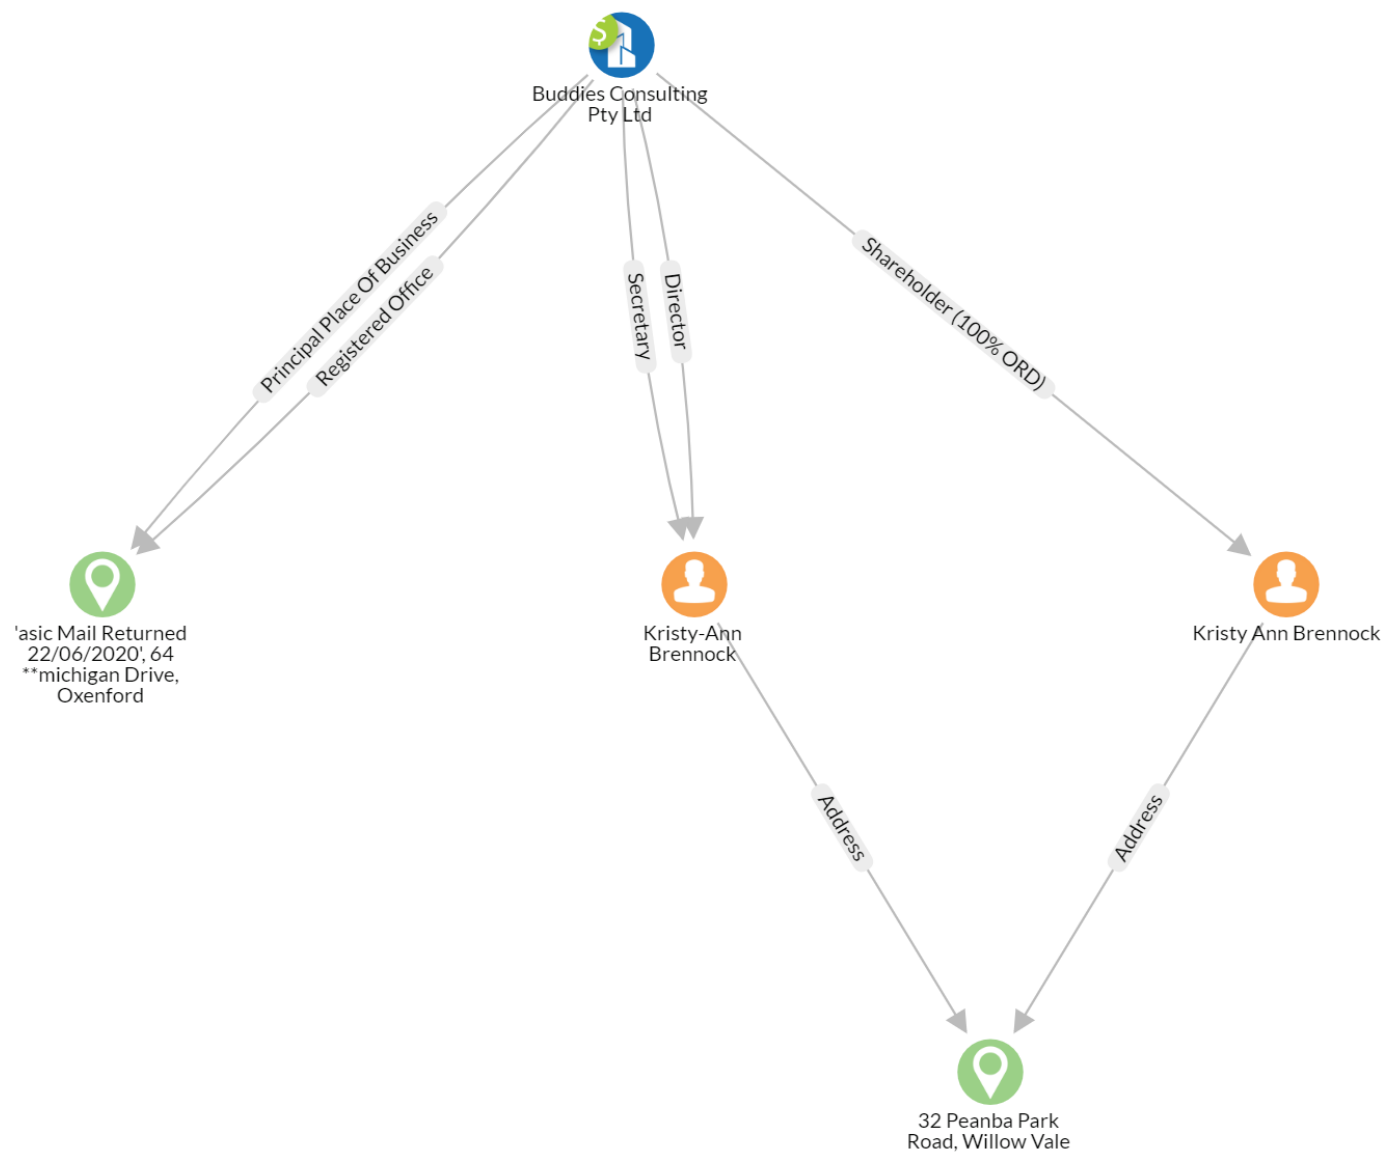 $
Buddies Consulting
Pty Ltd
Principal Place Of Business
Registered Office
Secretary
Director
Shareholder (100% ORD)
'asic Mail Returned
22/06/2020', 64
**michigan Drive,
Oxenford
Kristy-Ann
Brennock
Kristy Ann Brennock
Address
Address
32 Peanba Park
Road, Willow Vale